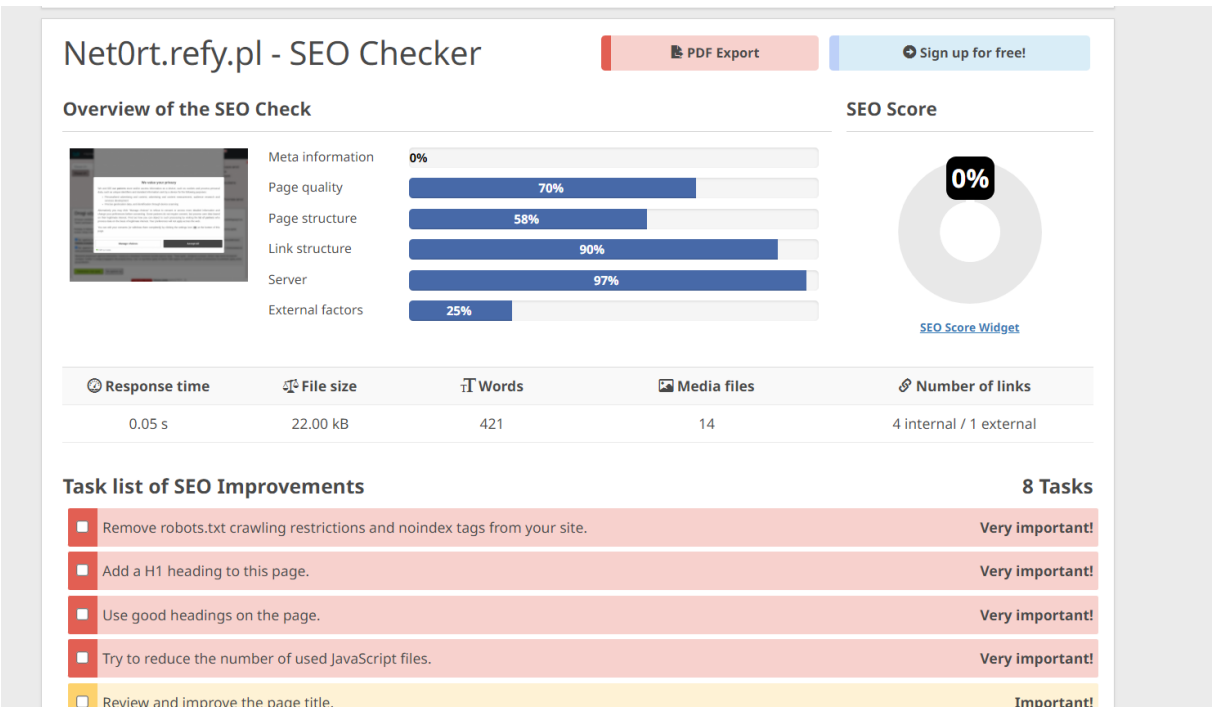 Net0rt.refy.pl - SEO Checker
PDF Export
Sign up for free!
Overview of the SEO Check
SEO Score
Meta information 0%
Page quality 70%
Page structure 58%
Link structure 90%
Server 97%
External factors 25%
0%
SEO Score Widget
Response time File size Words Media files Number of links
0.05 s 22.00 kB 421 14 4 internal / 1 external
Task list of SEO Improvements 8 Tasks
Remove robots.txt crawling restrictions and noindex tags from your site. Very important!
Add a H1 heading to this page. Very important!
Use good headings on the page. Very important!
Try to reduce the number of used JavaScript files. Very important!
Review and improve the page title. Important!